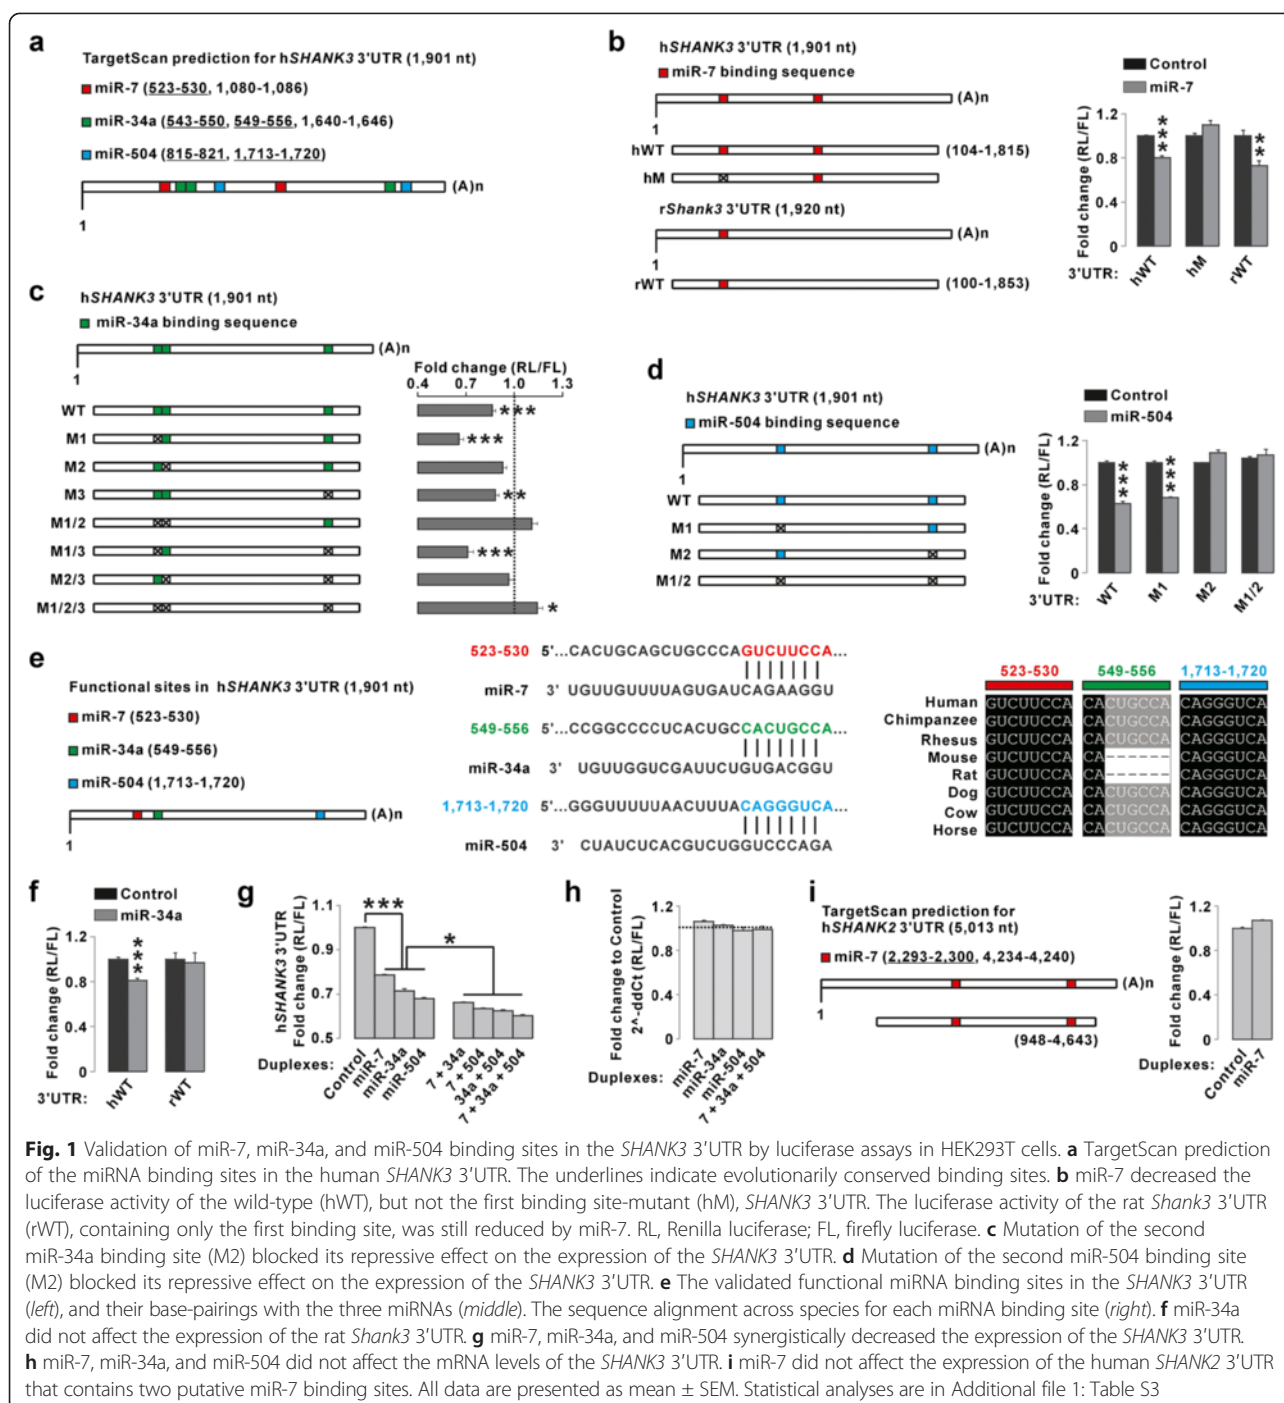 a
TargetScan prediction for hSHANK3 3'UTR (1,901 nt)
miR-7 (523-530, 1,080-1,086)
miR-34a (543-550, 549-556, 1,640-1,646)
miR-504 (815-821, 1,713-1,720)
(A)n
1
b
hSHANK3 3'UTR (1,901 nt)
miR-7 binding sequence
(A)n
1
hWT
(104-1,815)
hM
rShank3 3'UTR (1,920 nt)
(A)n
1
rWT
(100-1,853)
Control
miR-7
Fold change (RL/FL)
1.2
0.8
0.4
0
***
**
3'UTR:
hWT
hM
rWT
c
hSHANK3 3'UTR (1,901 nt)
miR-34a binding sequence
(A)n
1
Fold change (RL/FL)
0.4 0.7 1.0 1.3
WT
***
M1
***
M2
M3
**
M1/2
M1/3
***
M2/3
M1/2/3
*
d
hSHANK3 3'UTR (1,901 nt)
miR-504 binding sequence
(A)n
1
WT
M1
M2
M1/2
Control
miR-504
Fold change (RL/FL)
1.2
0.8
0.4
0
***
***
3'UTR:
WT
M1
M2
M1/2
e
Functional sites in hSHANK3 3'UTR (1,901 nt)
miR-7 (523-530)
miR-34a (549-556)
miR-504 (1,713-1,720)
(A)n
1
523-530 5'...CACUGCAGCUGCCCAGUCUUCCA...
miR-7 3' UGUUGUUUUAGUGAUCAGAAGGU
549-556 5'...CCGGCCCCUCACUGCCACUGCCA...
miR-34a 3' UGUUGGUCGAUUCUGUGACGGU
1,713-1,720 5'...GGGUUUUUAACUUUACAGGGUCA...
miR-504 3' CUAUCUCACGUCUGGUCCCAGA
523-530 549-556 1,713-1,720
Human GUCUUCCA CACUGCCA CAGGGUCA
Chimpanzee GUCUUCCA CACUGCCA CAGGGUCA
Rhesus GUCUUCCA CACUGCCA CAGGGUCA
Mouse GUCUUCCA CA------ CAGGGUCA
Rat GUCUUCCA CA------ CAGGGUCA
Dog GUCUUCCA CACUGCCA CAGGGUCA
Cow GUCUUCCA CACUGCCA CAGGGUCA
Horse GUCUUCCA CACUGCCA CAGGGUCA
f
Control
miR-34a
Fold change (RL/FL)
1.2
0.8
0.4
0
***
3'UTR:
hWT
rWT
g
hSHANK3 3'UTR
Fold change (RL/FL)
1.1
0.9
0.7
0.5
***
*
Duplexes:
Control
miR-7
miR-34a
miR-504
7 + 34a
7 + 504
34a + 504
7 + 34a + 504
h
Fold change to Control
2^-ddCt (RL/FL)
1.2
0.8
0.4
0
Duplexes:
miR-7
miR-34a
miR-504
7 + 34a + 504
i
TargetScan prediction for
hSHANK2 3'UTR (5,013 nt)
miR-7 (2,293-2,300, 4,234-4,240)
(A)n
1
(948-4,643)
Fold change (RL/FL)
1.2
0.8
0.4
0
Duplexes:
Control
miR-7
Fig. 1 Validation of miR-7, miR-34a, and miR-504 binding sites in the SHANK3 3′UTR by luciferase assays in HEK293T cells. a TargetScan prediction
of the miRNA binding sites in the human SHANK3 3′UTR. The underlines indicate evolutionarily conserved binding sites. b miR-7 decreased the
luciferase activity of the wild-type (hWT), but not the first binding site-mutant (hM), SHANK3 3′UTR. The luciferase activity of the rat Shank3 3′UTR
(rWT), containing only the first binding site, was still reduced by miR-7. RL, Renilla luciferase; FL, firefly luciferase. c Mutation of the second
miR-34a binding site (M2) blocked its repressive effect on the expression of the SHANK3 3′UTR. d Mutation of the second miR-504 binding site
(M2) blocked its repressive effect on the expression of the SHANK3 3′UTR. e The validated functional miRNA binding sites in the SHANK3 3′UTR
(left), and their base-pairings with the three miRNAs (middle). The sequence alignment across species for each miRNA binding site (right). f miR-34a
did not affect the expression of the rat Shank3 3′UTR. g miR-7, miR-34a, and miR-504 synergistically decreased the expression of the SHANK3 3′UTR.
h miR-7, miR-34a, and miR-504 did not affect the mRNA levels of the SHANK3 3′UTR. i miR-7 did not affect the expression of the human SHANK2 3′UTR
that contains two putative miR-7 binding sites. All data are presented as mean ± SEM. Statistical analyses are in Additional file 1: Table S3